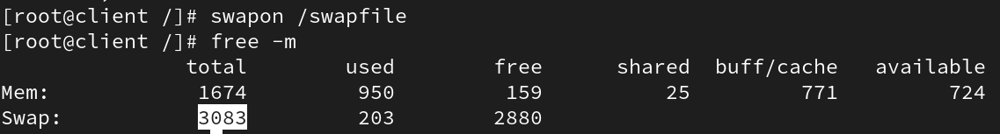 [root@client /]# swapon /swapfile
[root@client /]# free -m
total used free shared buff/cache available
Mem: 1674 950 159 25 771 724
Swap: 3083 203 2880